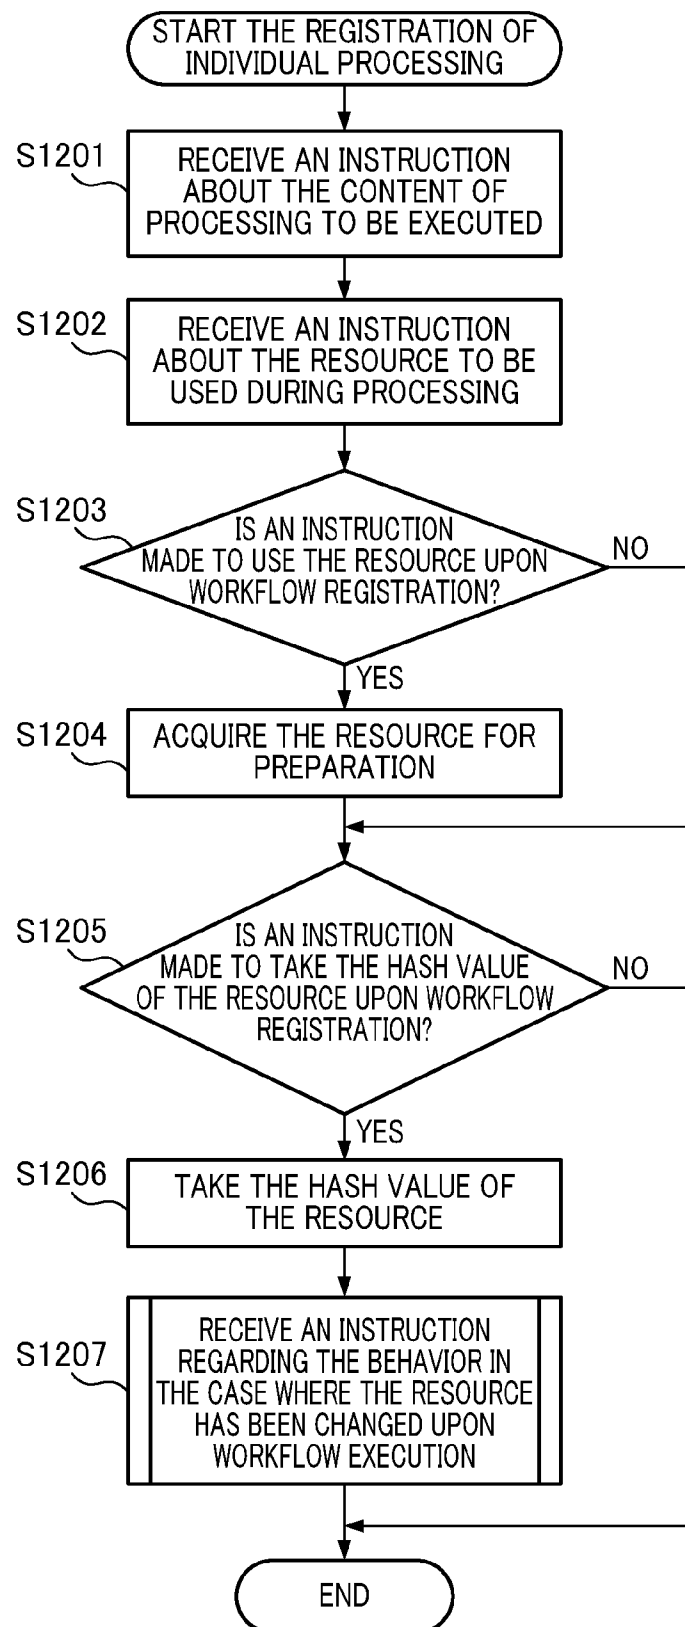 START THE REGISTRATION OF
INDIVIDUAL PROCESSING
S1201
RECEIVE AN INSTRUCTION
ABOUT THE CONTENT OF
PROCESSING TO BE EXECUTED
S1202
RECEIVE AN INSTRUCTION
ABOUT THE RESOURCE TO BE
USED DURING PROCESSING
S1203
IS AN INSTRUCTION
MADE TO USE THE RESOURCE UPON
WORKFLOW REGISTRATION?
NO
YES
S1204
ACQUIRE THE RESOURCE FOR
PREPARATION
S1205
IS AN INSTRUCTION
MADE TO TAKE THE HASH VALUE
OF THE RESOURCE UPON WORKFLOW
REGISTRATION?
NO
YES
S1206
TAKE THE HASH VALUE OF
THE RESOURCE
S1207
RECEIVE AN INSTRUCTION
REGARDING THE BEHAVIOR IN
THE CASE WHERE THE RESOURCE
HAS BEEN CHANGED UPON
WORKFLOW EXECUTION
END